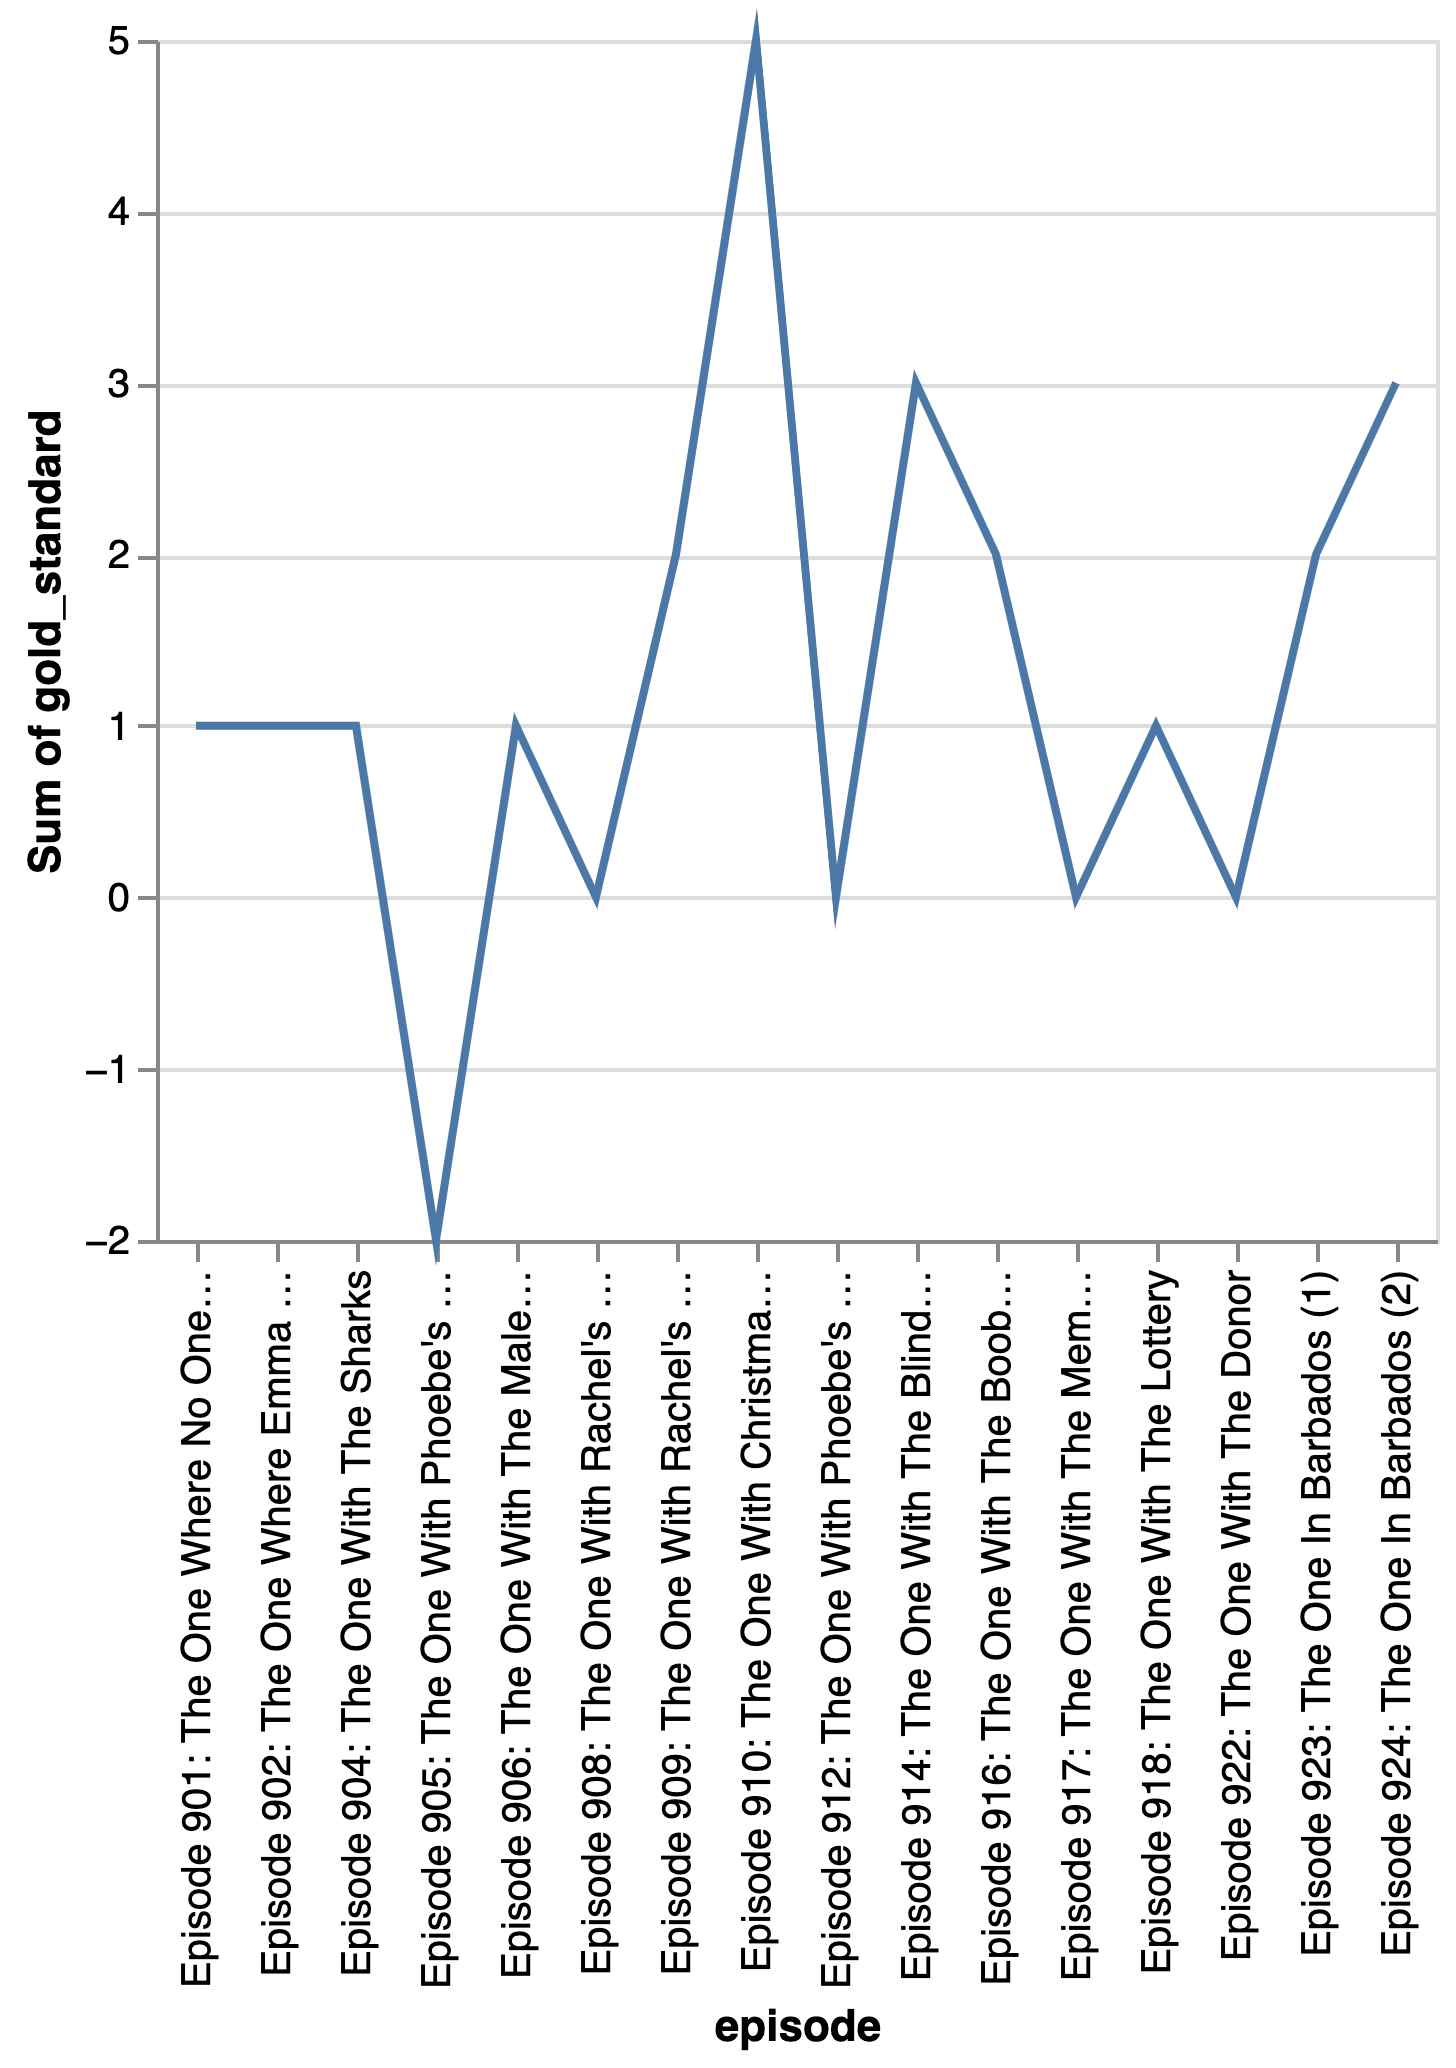 5
4
3
2
1
0
−1
−2
Sum of gold_standard
Episode 901: The One Where No One…
Episode 902: The One Where Emma …
Episode 904: The One With The Sharks
Episode 905: The One With Phoebe's …
Episode 906: The One With The Male…
Episode 908: The One With Rachel's …
Episode 909: The One With Rachel's …
Episode 910: The One With Christma…
Episode 912: The One With Phoebe's …
Episode 914: The One With The Blind…
Episode 916: The One With The Boob…
Episode 917: The One With The Mem…
Episode 918: The One With The Lottery
Episode 922: The One With The Donor
Episode 923: The One In Barbados (1)
Episode 924: The One In Barbados (2)
episode